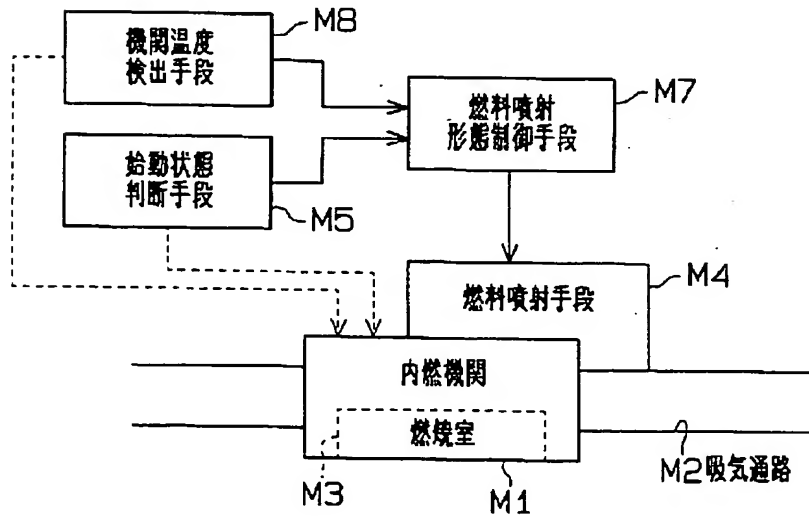 M8
機関温度
検出手段
M7
燃料噴射
形態制御手段
始動状態
判断手段
M5
M4
燃料噴射手段
内燃機関
燃焼室
M3
M1
M2吸気通路